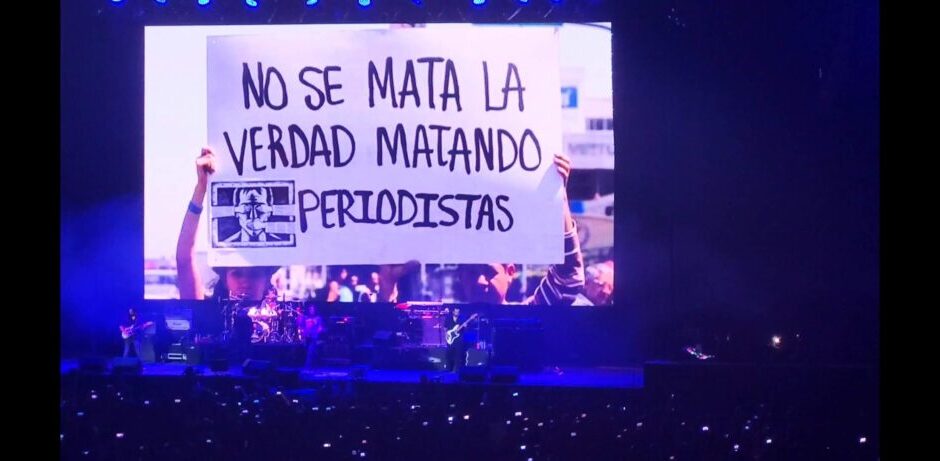 NO SE MATA LA
VERDAD MATANDO
PERIODISTAS